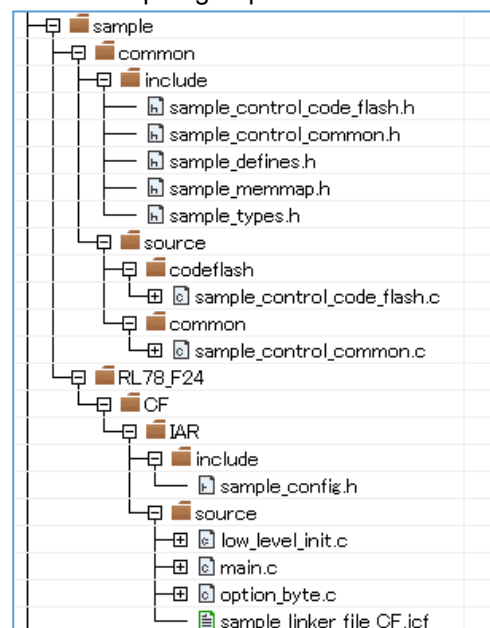 sample
common
include
sample_control_code_flash.h
sample_control_common.h
sample_defines.h
sample_memmap.h
sample_types.h
source
codeflash
sample_control_code_flash.c
common
sample_control_common.c
RL78_F24
CF
IAR
include
sample_config.h
source
low_level_init.c
main.c
option_byte.c
sample_linker_file_CF.icf